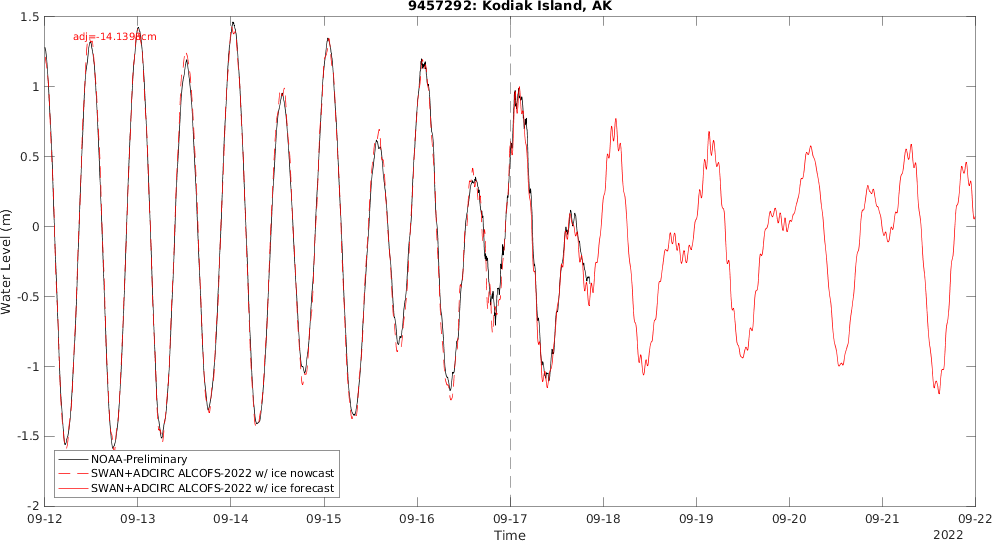 9457292: Kodiak Island, AK
adj=-14.1398cm
Water Level (m)
1.5
1
0.5
0
-0.5
-1
-1.5
-2
NOAA-Preliminary
SWAN+ADCIRC ALCOFS-2022 w/ ice nowcast
SWAN+ADCIRC ALCOFS-2022 w/ ice forecast
09-12 09-13 09-14 09-15 09-16 09-17 09-18 09-19 09-20 09-21 09-22
Time
2022